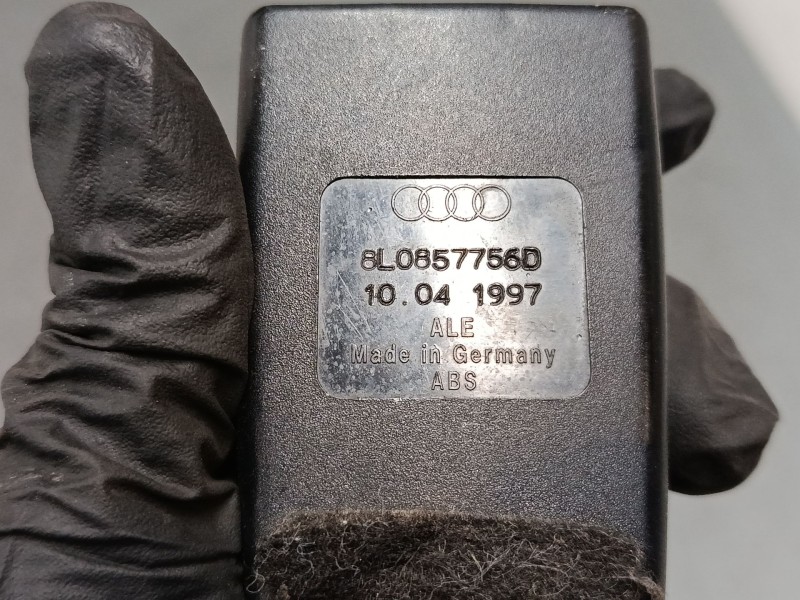 8L0857756D
10.04 1997
ALE
Made in Germany
ABS